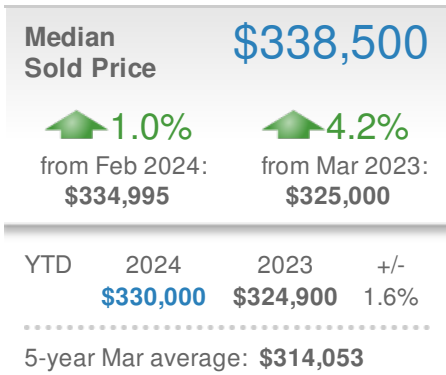 Median $338,500
Sold Price
1.0% 4.2%
from Feb 2024: from Mar 2023:
$334,995 $325,000
YTD 2024 2023 +/-
$330,000 $324,900 1.6%
5-year Mar average: $314,053